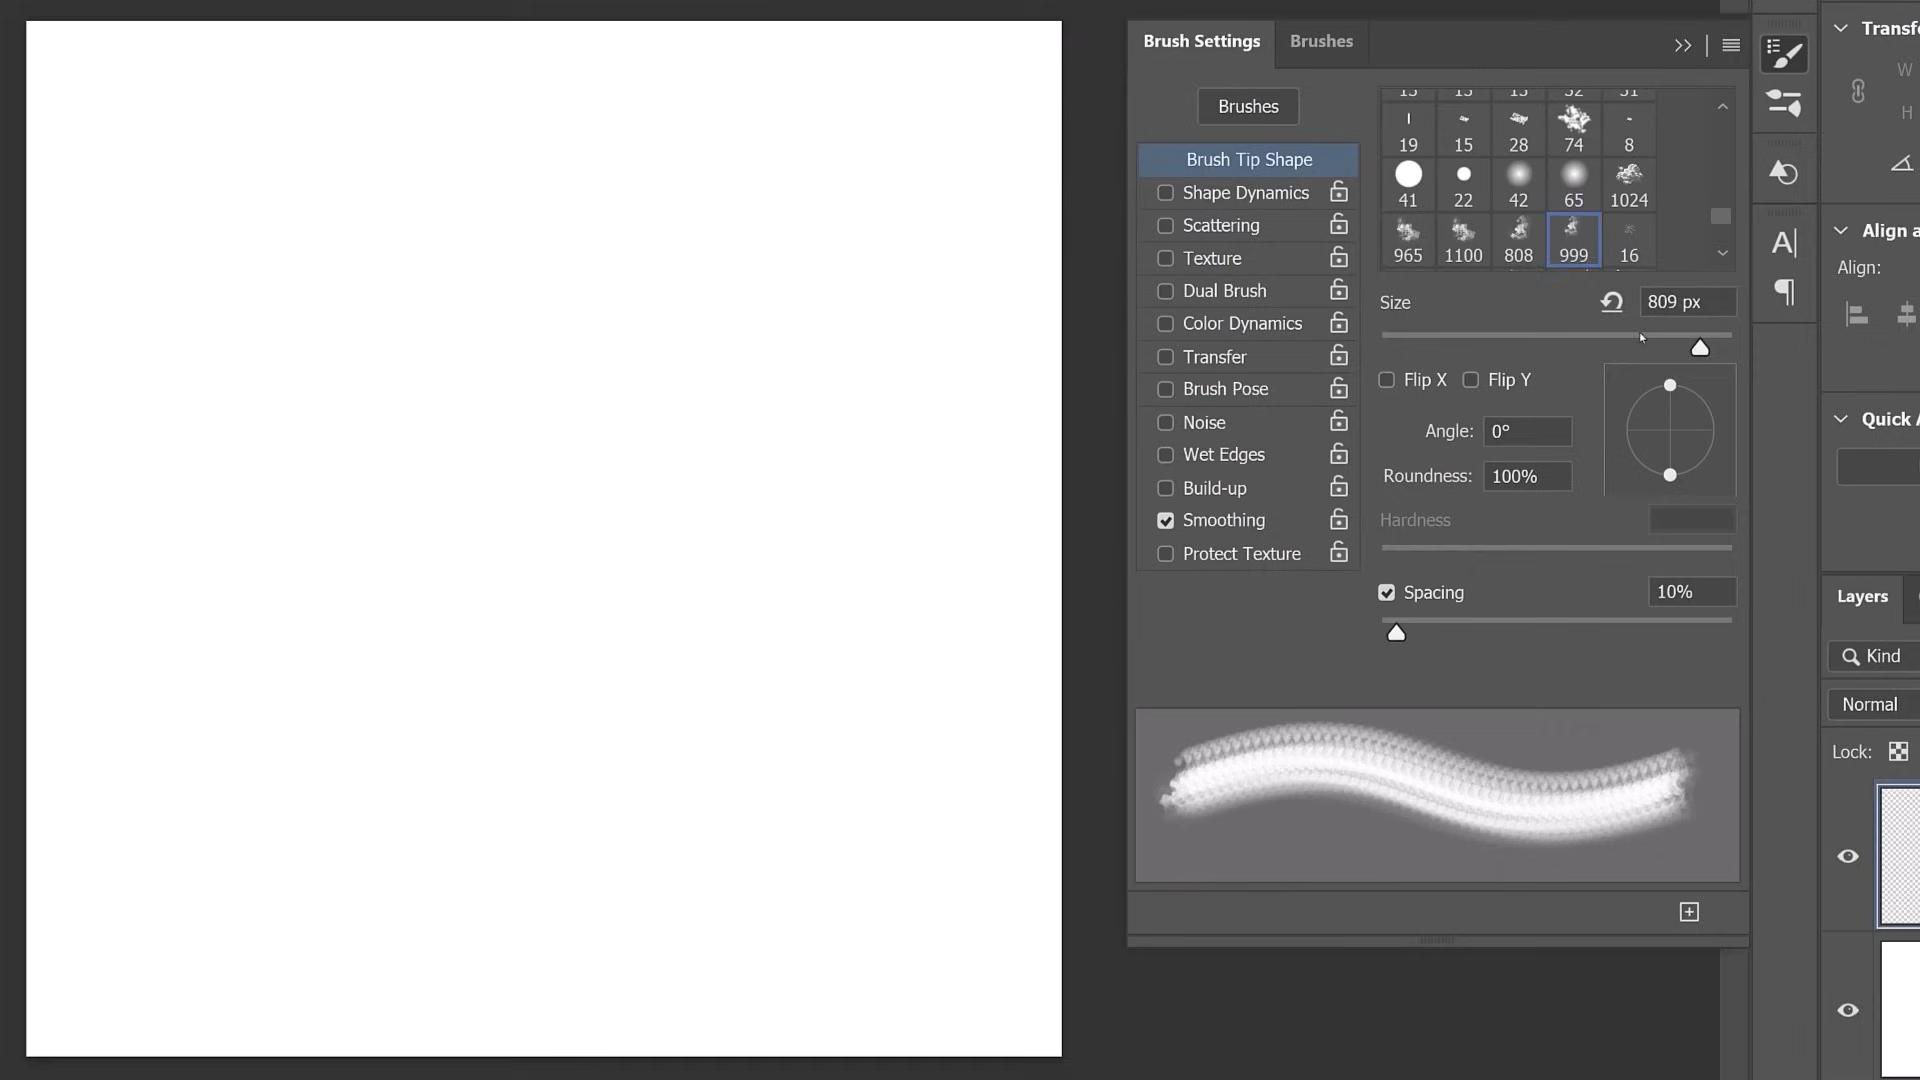 Brush Settings
Brushes
Brushes
Brush Tip Shape
Shape Dynamics
Scattering
Texture
Dual Brush
Color Dynamics
Transfer
Brush Pose
Noise
Wet Edges
Build-up
Smoothing
Protect Texture
19 15 28 74 8
41 22 42 65 1024
965 1100 808 999 16
Size 809 px
Flip X Flip Y
Angle: 0°
Roundness: 100%
Hardness
Spacing 10%
A
Transf
W
H
Align a
Align:
Quick A
Layers
Kind
Normal
Lock: